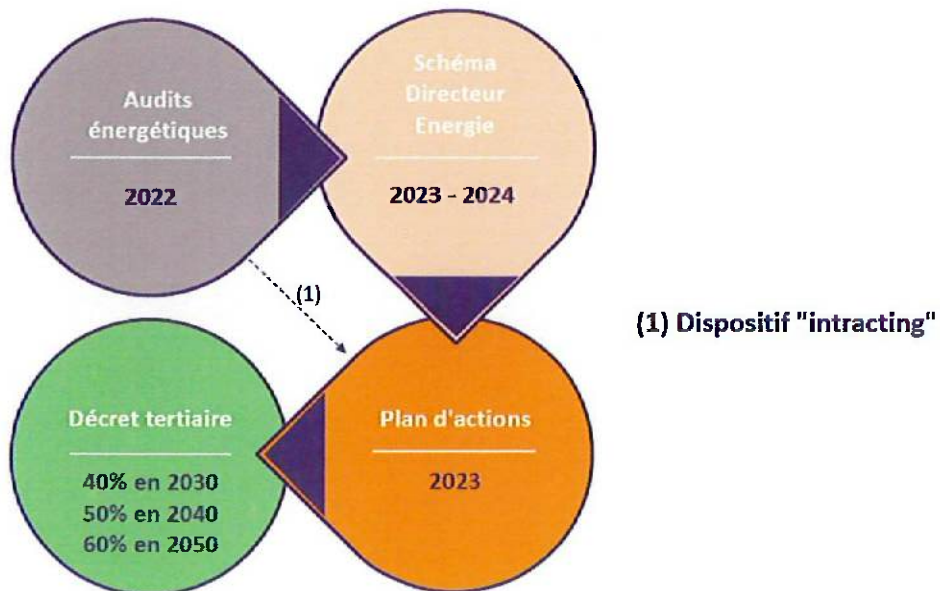 Audits
énergétiques
2022
Schéma
Directeur
Energie
2023 - 2024
(1)
(1) Dispositif "intracting"
Décret tertiaire
40% en 2030
50% en 2040
60% en 2050
Plan d'actions
2023